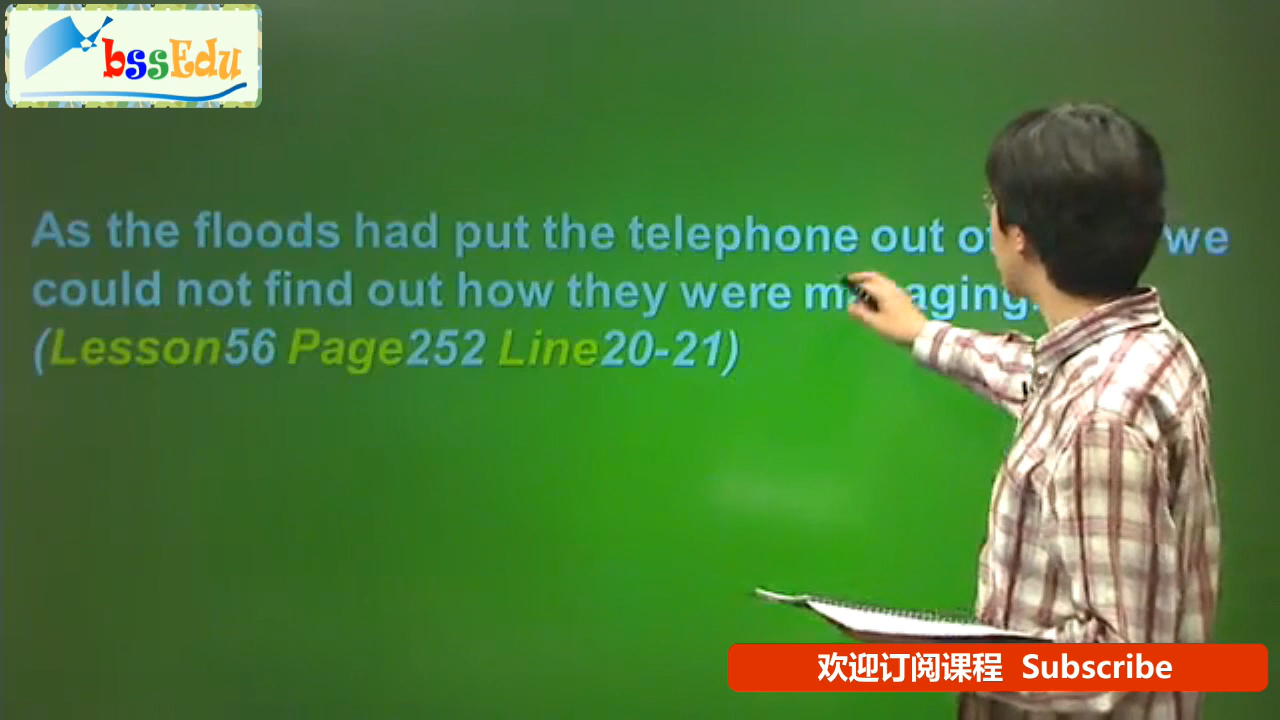 bssEdu
As the floods had put the telephone out we
could not find out how they were managing.
(Lesson56 Page252 Line20-21)
欢迎订阅课程 Subscribe